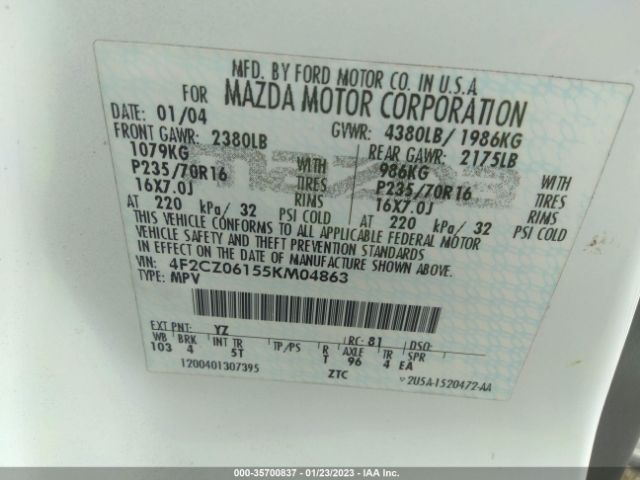 MFD. BY FORD MOTOR CO. IN U.S.A
FOR MAZDA MOTOR CORPORATION
DATE: 01/04 GVWR: 4380LB/ 1986KG
FRONT GAWR: 2380LB REAR GAWR: 2175LB
1079KG WITH 986KG WITH
P235/70R16 TIRES P235/70R16 TIRES
16X7.0J RIMS 16X7.0J RIMS
AT 220 kPa/ 32 PSI COLD AT 220 kPa/ 32 PSI COLD
THIS VEHICLE CONFORMS TO ALL APPLICABLE FEDERAL MOTOR
VEHICLE SAFETY AND THEFT PREVENTION STANDARDS
IN EFFECT ON THE DATE OF MANUFACTURE SHOWN ABOVE.
VIN: 4F2CZ06155KM04863
TYPE: MPV
EXT PNT: YZ RC: 81 DSO:
WB BRK INT TR TP/PS R AXLE TR SPR
103 4 5T T 96 4 EA
1200401307395 ZTC 2U5A-1520472-AA
000-35700837 - 01/23/2023 - IAA Inc.